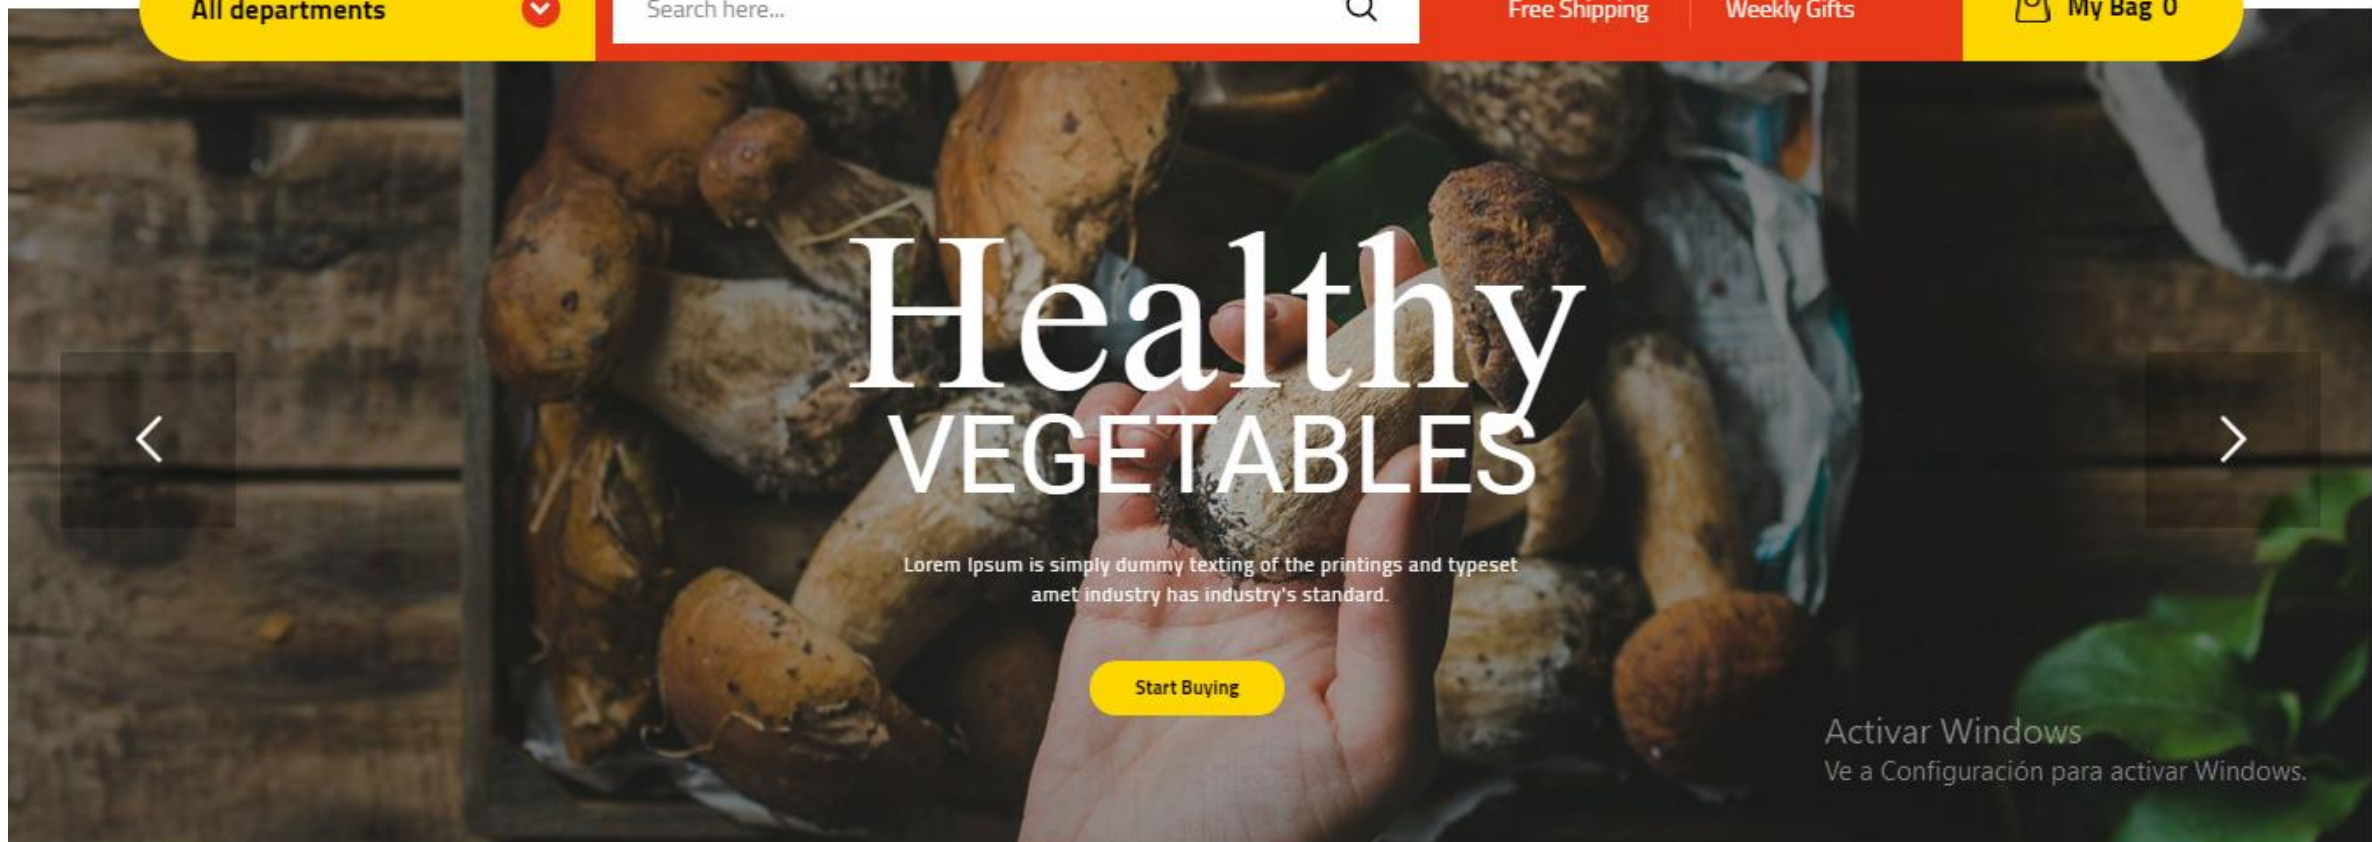 All departments
Search here...
Free Shipping
Weekly Gifts
My Bag 0
Healthy
VEGETABLES
Lorem Ipsum is simply dummy texting of the printings and typeset
amet industry has industry's standard.
Start Buying
Activar Windows
Ve a Configuración para activar Windows.